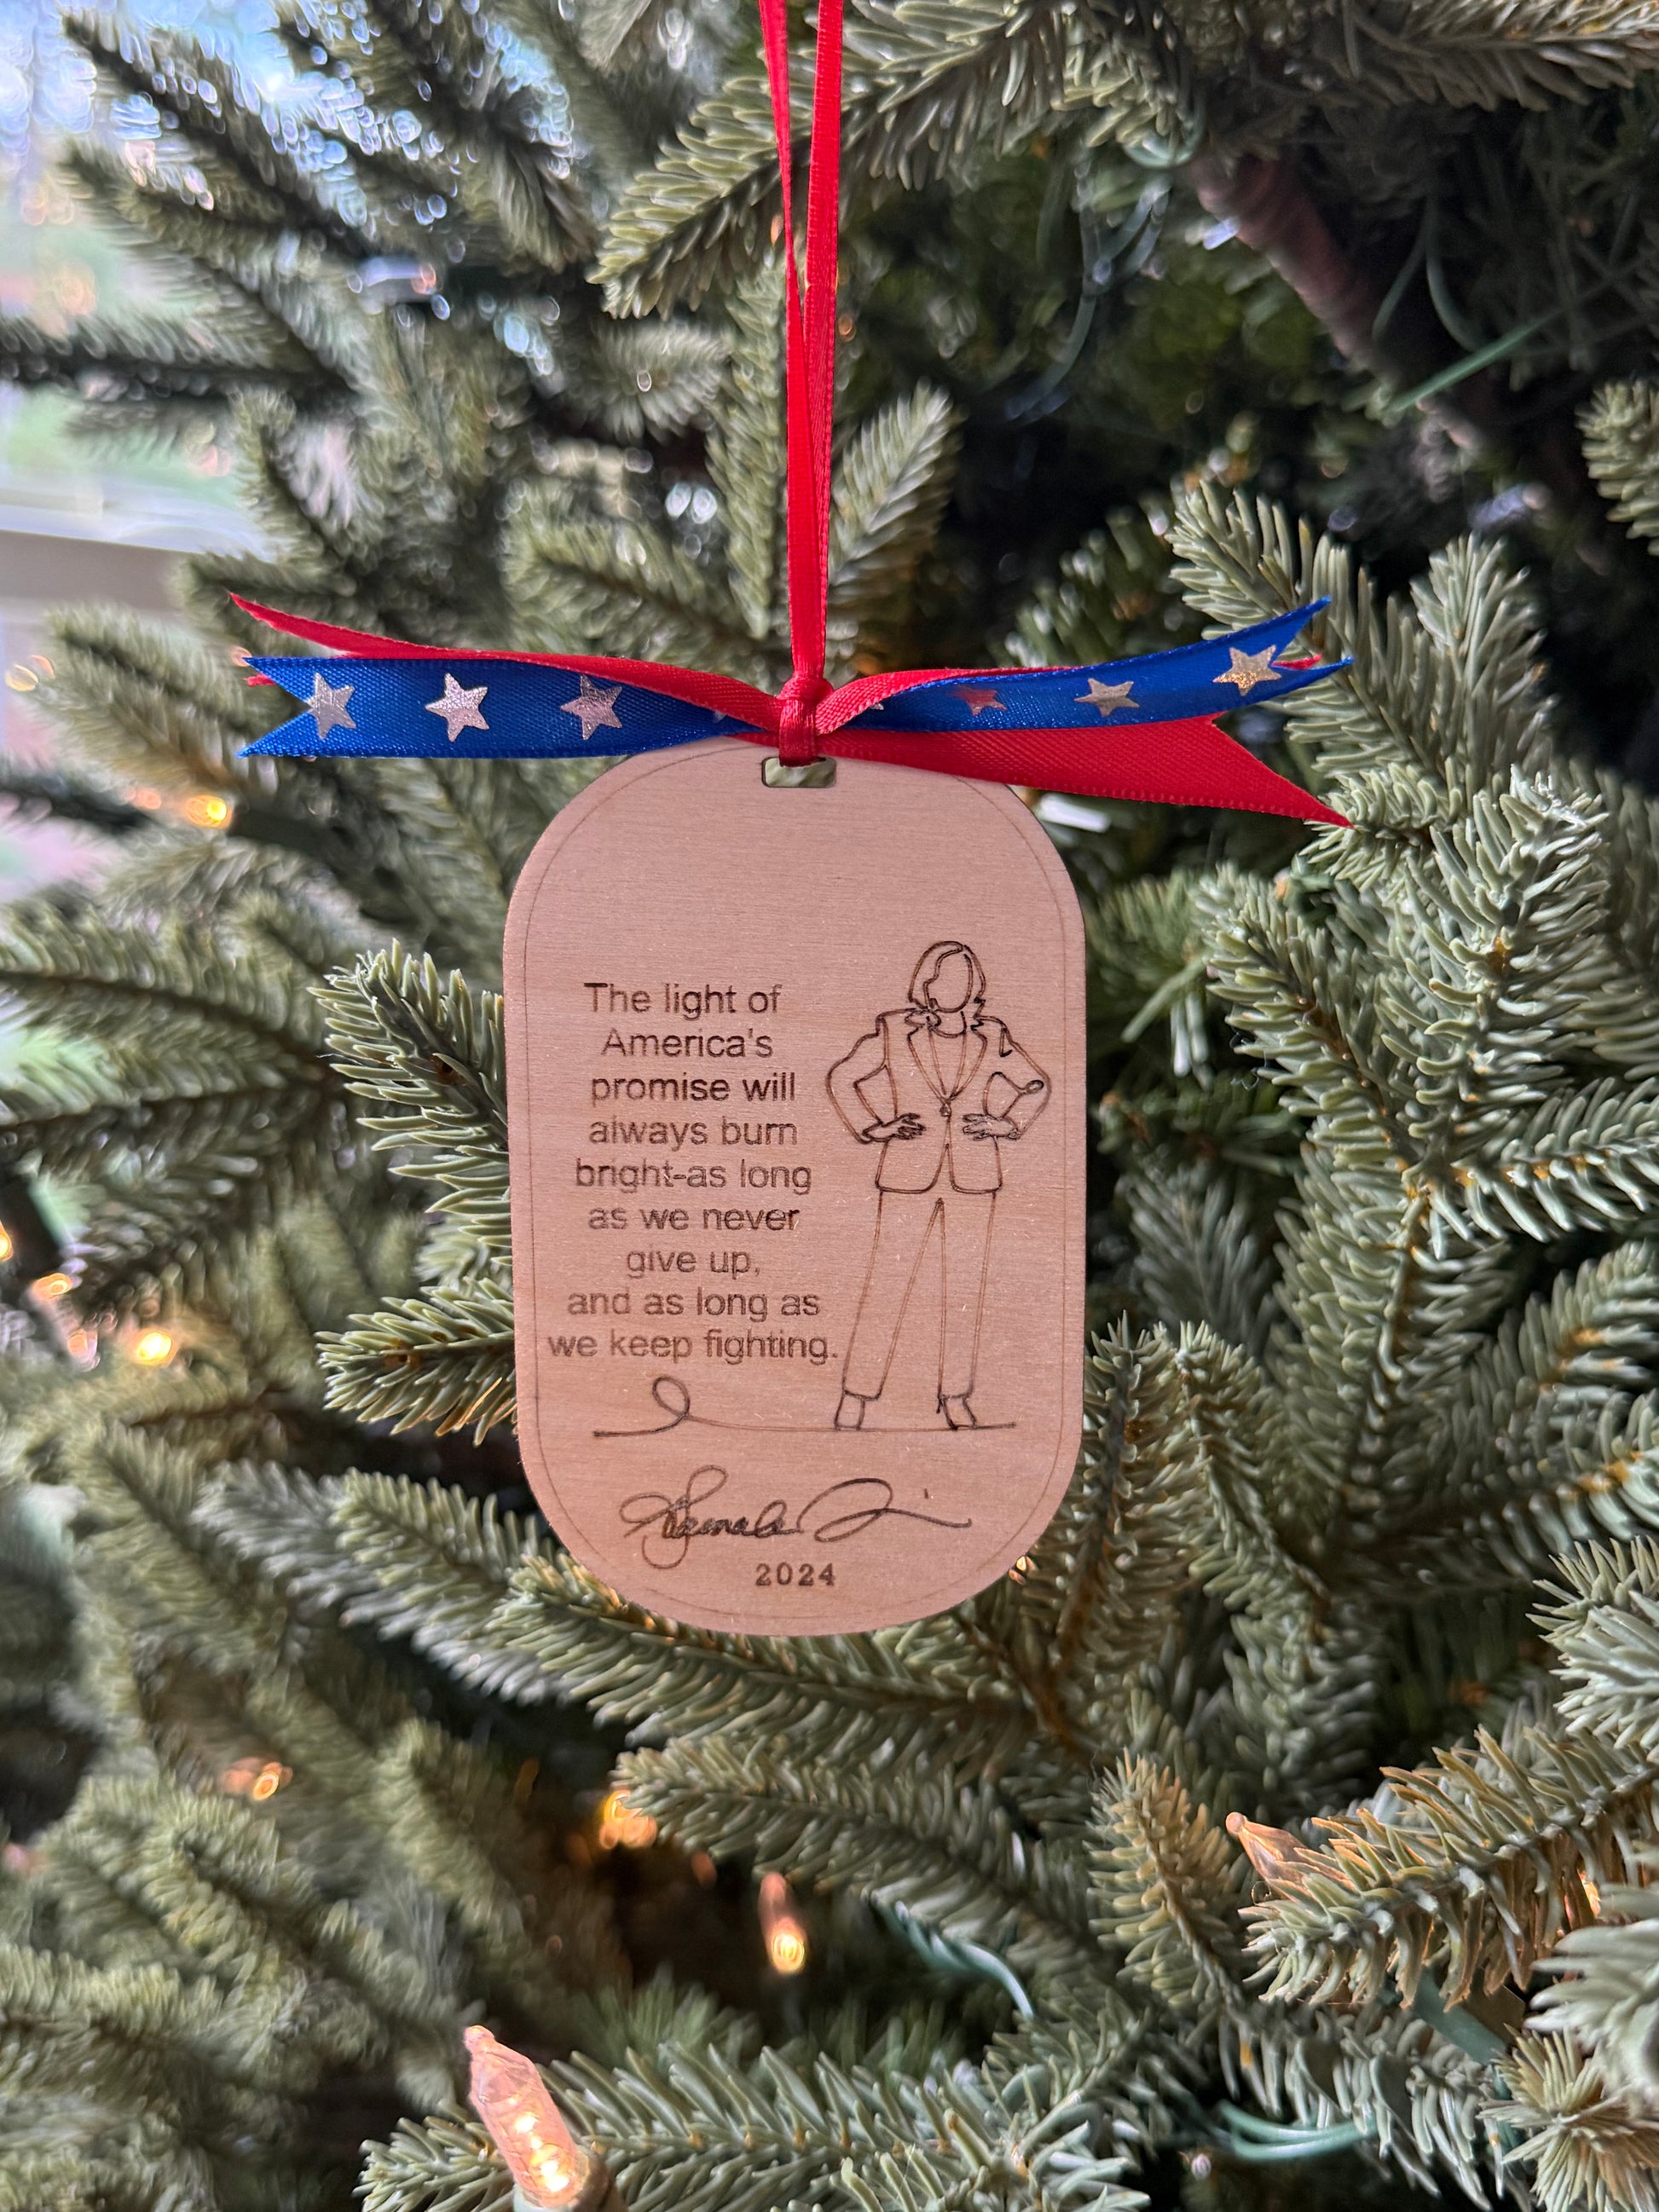 The light of
America's
promise will
always burn
bright-as long
as we never
give up,
and as long as
we keep fighting.
Kamala
2024